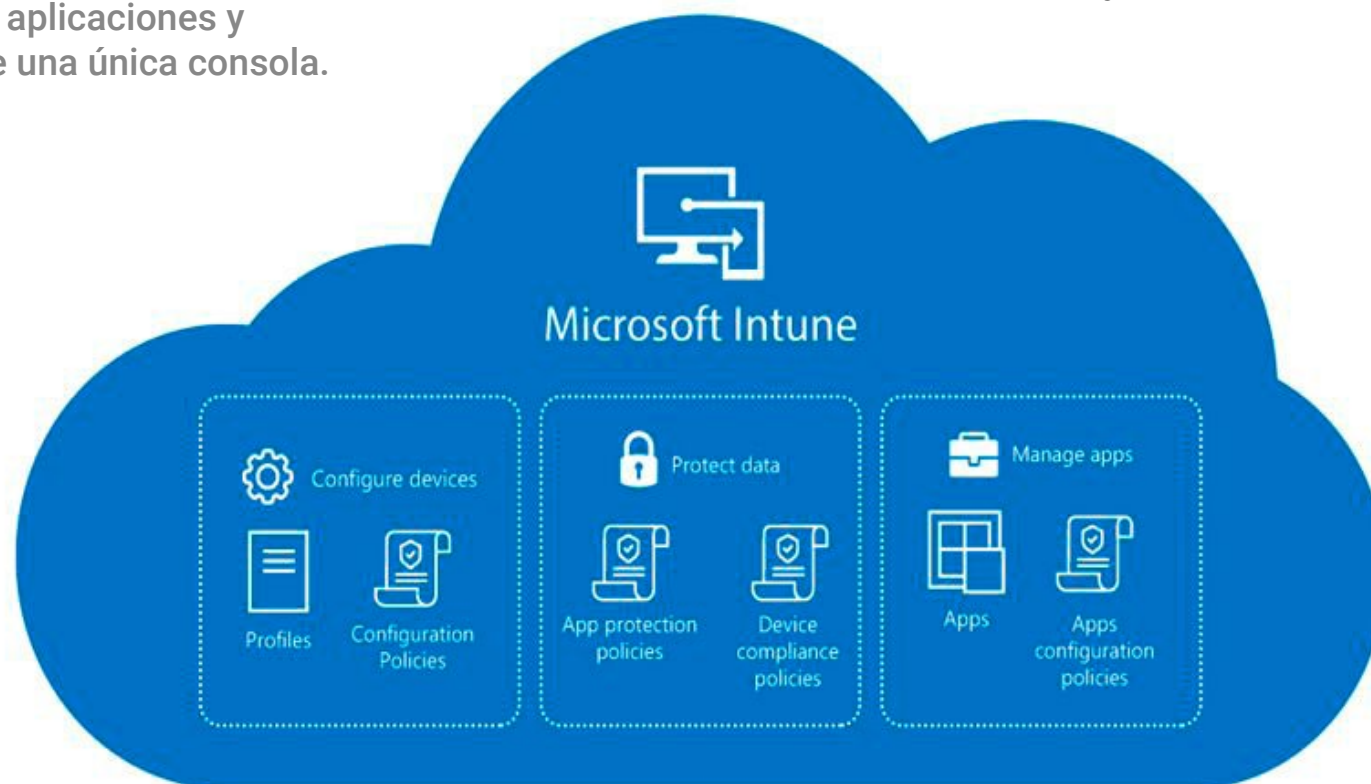 aplicaciones y
e una única consola.
Microsoft Intune
Configure devices
Profiles
Configuration
Policies
Protect data
App protection
policies
Device
compliance
policies
Manage apps
Apps
Apps
configuration
policies